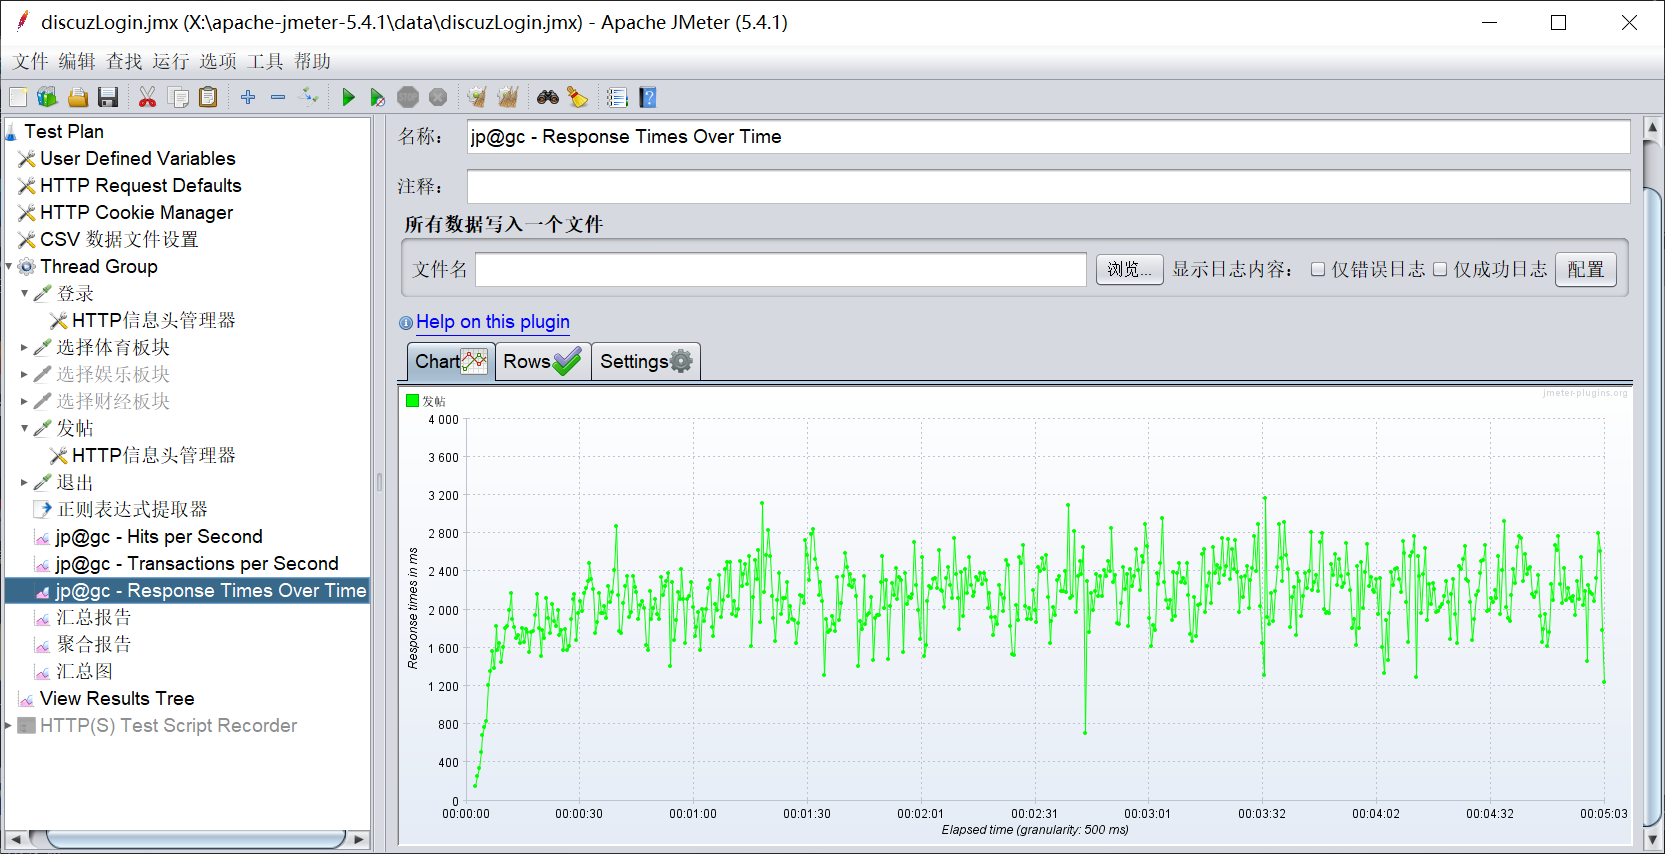 discuzLogin.jmx (X:\apache-jmeter-5.4.1\data\discuzLogin.jmx) - Apache JMeter (5.4.1)
文件 编辑 查找 运行 选项 工具 帮助
STOP
Test Plan
User Defined Variables
HTTP Request Defaults
HTTP Cookie Manager
CSV 数据文件设置
Thread Group
登录
HTTP信息头管理器
选择体育板块
选择娱乐板块
选择财经板块
发帖
HTTP信息头管理器
退出
正则表达式提取器
jp@gc - Hits per Second
jp@gc - Transactions per Second
jp@gc - Response Times Over Time
汇总报告
聚合报告
汇总图
View Results Tree
HTTP(S) Test Script Recorder
名称： jp@gc - Response Times Over Time
注释：
所有数据写入一个文件
文件名 浏览... 显示日志内容： 仅错误日志 仅成功日志 配置
Help on this plugin
Chart Rows Settings
jmeter-plugins.org
发帖
4 000
3 600
3 200
2 800
2 400
2 000
1 600
1 200
800
400
0
Response times in ms
00:00:00 00:00:30 00:01:00 00:01:30 00:02:01 00:02:31 00:03:01 00:03:32 00:04:02 00:04:32 00:05:03
Elapsed time (granularity: 500 ms)